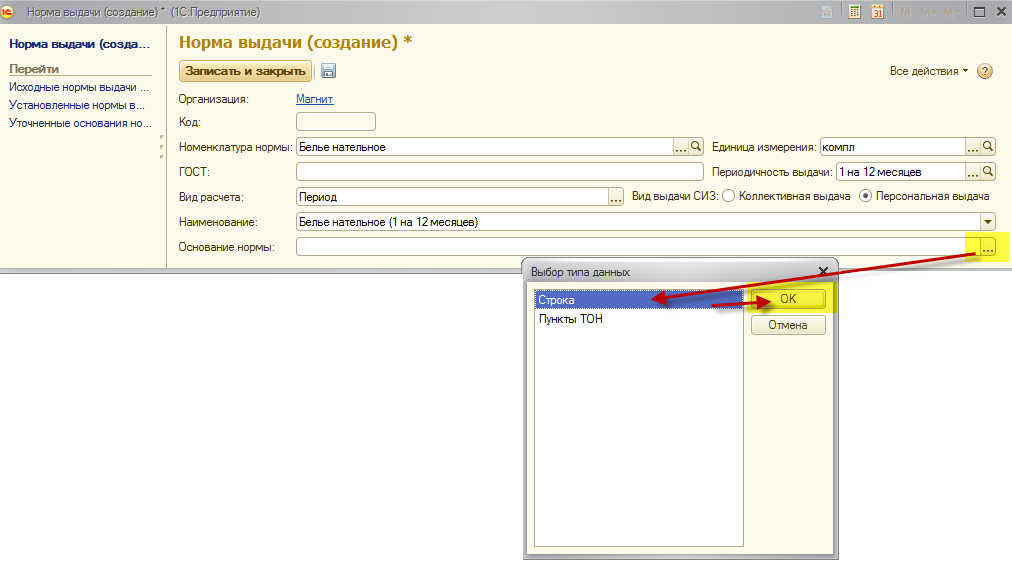 Норма выдачи (создание) * (1С:Предприятие)
31 M M+ M-
Норма выдачи (созда...
Перейти
Исходные нормы выдачи ...
Установленные нормы в...
Уточненные основания но...
Норма выдачи (создание) *
Записать и закрыть
Все действия
?
Организация: Магнит
Код:
Номенклатура нормы: Белье нательное ... Единица измерения: компл ...
ГОСТ: Периодичность выдачи: 1 на 12 месяцев ...
Вид расчета: Период ... Вид выдачи СИЗ: Коллективная выдача Персональная выдача
Наименование: Белье нательное (1 на 12 месяцев)
Основание нормы: ...
Выбор типа данных
Строка
Пункты ТОН
OK
Отмена